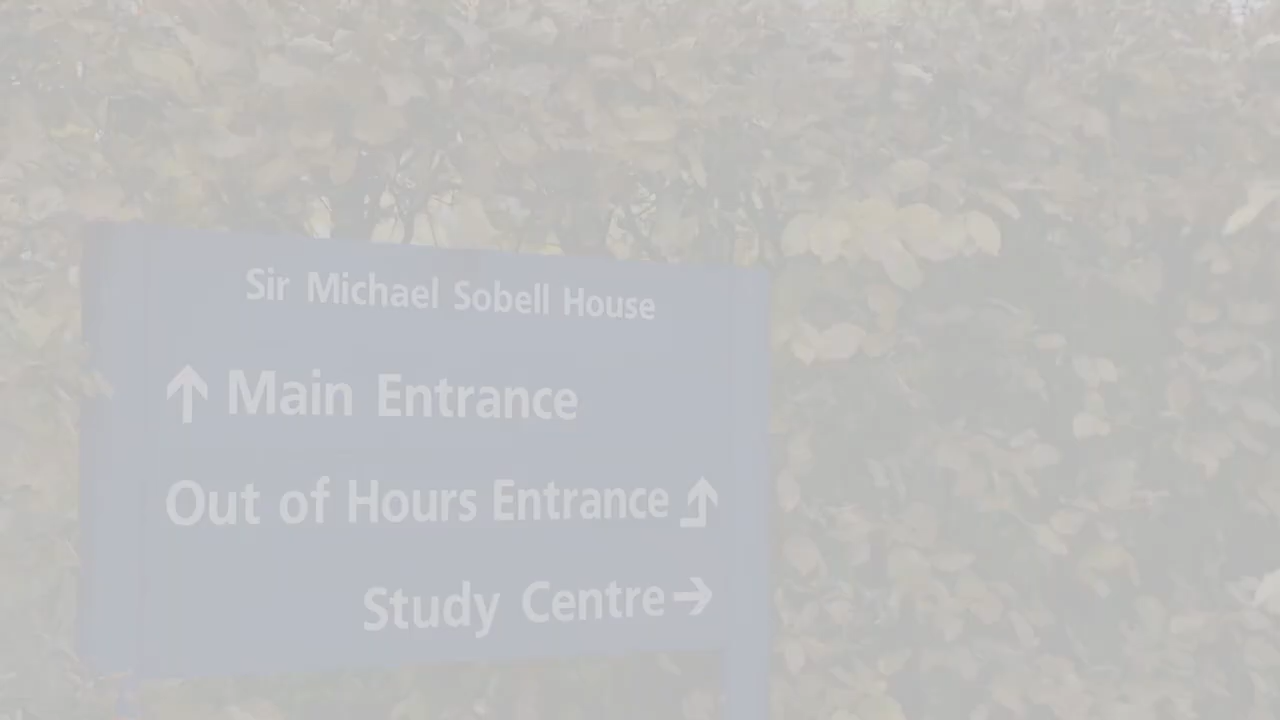 Sir Michael Sobell House
↑ Main Entrance
Out of Hours Entrance ↥
Study Centre →